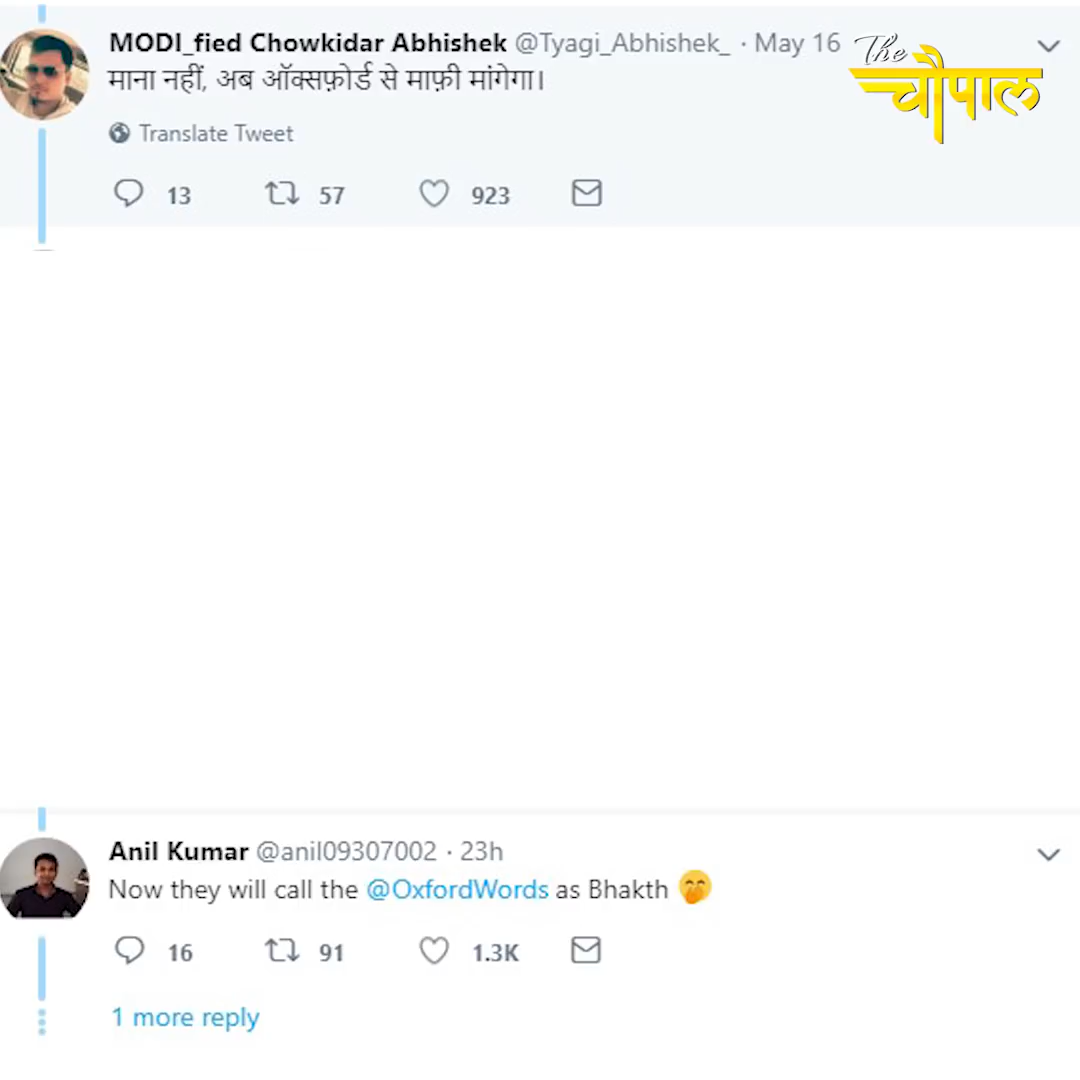 MODI_fied Chowkidar Abhishek @Tyagi_Abhishek_ · May 16
The चौपाल
माना नहीं, अब ऑक्सफ़ोर्ड से माफ़ी मांगेगा।
Translate Tweet
13 57 923
Anil Kumar @anil09307002 · 23h
Now they will call the @OxfordWords as Bhakth 🤭
16 91 1.3K
1 more reply